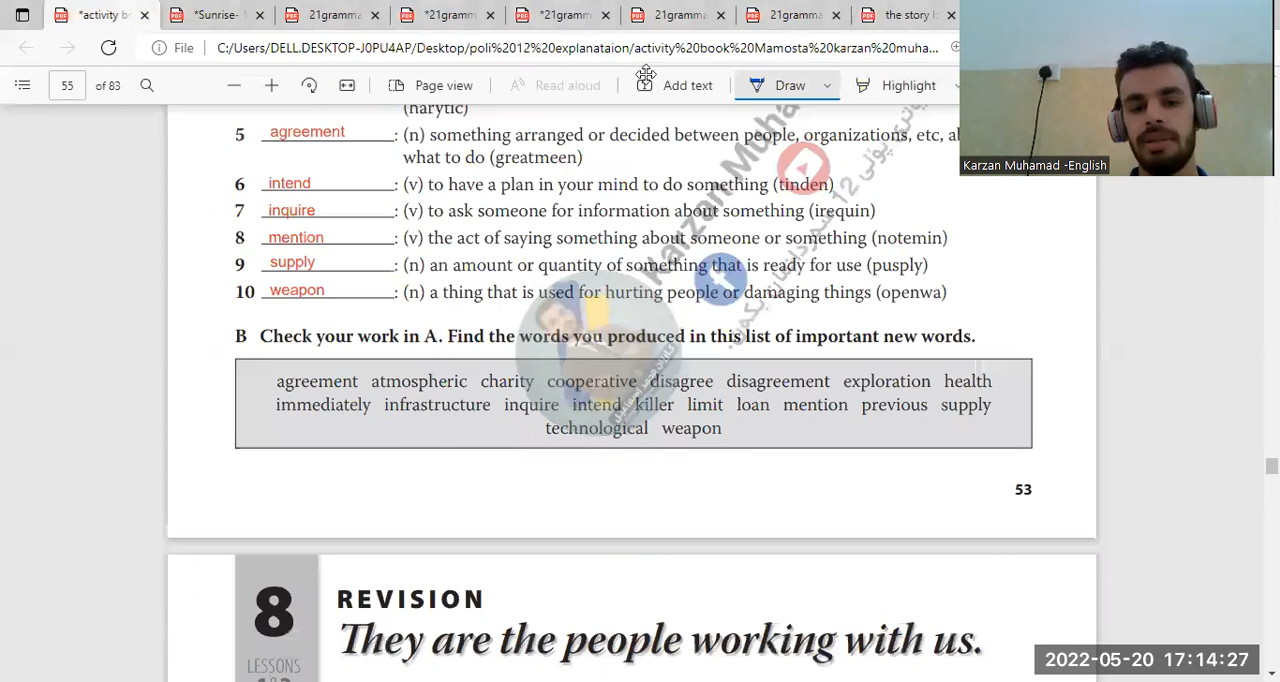 *activity b
*Sunrise-
21gramma
*21gramm
*21gramm
21gramma
21gramma
the story I
File
C:/Users/DELL.DESKTOP-J0PU4AP/Desktop/poli%2012%20explanataion/activity%20book%20Mamosta%20karzan%20muha...
55 of 83
Page view
Read aloud
Add text
Draw
Highlight
Karzan Muhamad -English
(narytic)
5 agreement : (n) something arranged or decided between people, organizations, etc, a
what to do (greatmeen)
6 intend : (v) to have a plan in your mind to do something (tinden)
7 inquire : (v) to ask someone for information about something (irequin)
8 mention : (v) the act of saying something about someone or something (notemin)
9 supply : (n) an amount or quantity of something that is ready for use (pusply)
10 weapon : (n) a thing that is used for hurting people or damaging things (openwa)
Karzan Muha
B Check your work in A. Find the words you produced in this list of important new words.
agreement atmospheric charity cooperative disagree disagreement exploration health
immediately infrastructure inquire intend killer limit loan mention previous supply
technological weapon
53
8
LESSONS
REVISION
They are the people working with us.
2022-05-20 17:14:27